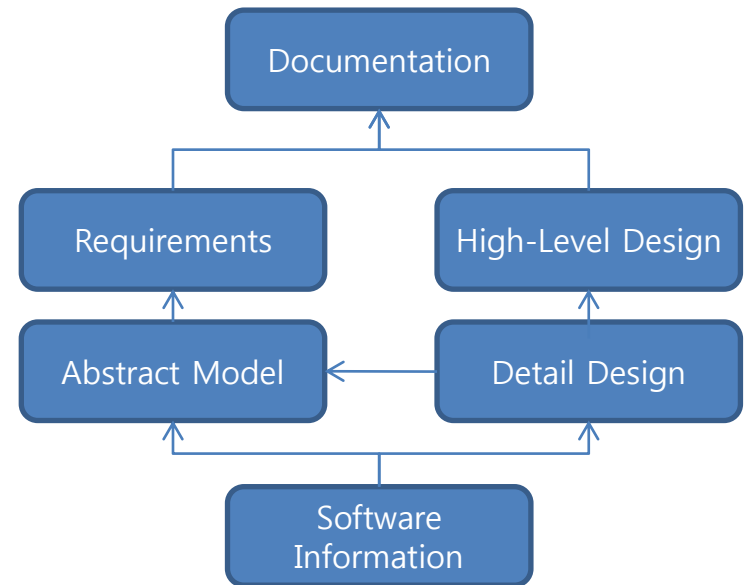 Documentation
Requirements
High-Level Design
Abstract Model
Detail Design
Software
Information